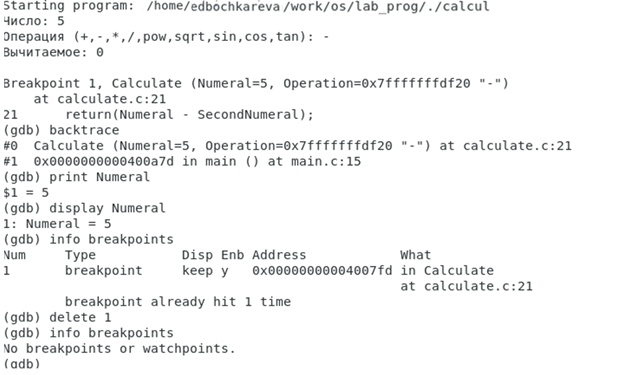 Starting program: /home/edbochkareva/work/os/lab_prog/./calcul
Число: 5
Операция (+,-,*,/,pow,sqrt,sin,cos,tan): -
Вычитаемое: 0
Breakpoint 1, Calculate (Numeral=5, Operation=0x7fffffffdf20 "-")
    at calculate.c:21
21      return(Numeral - SecondNumeral);
(gdb) backtrace
#0  Calculate (Numeral=5, Operation=0x7fffffffdf20 "-") at calculate.c:21
#1  0x0000000000400a7d in main () at main.c:15
(gdb) print Numeral
$1 = 5
(gdb) display Numeral
1: Numeral = 5
(gdb) info breakpoints
Num     Type           Disp Enb Address            What
1       breakpoint     keep y   0x00000000004007fd in Calculate
                                                   at calculate.c:21
        breakpoint already hit 1 time
(gdb) delete 1
(gdb) info breakpoints
No breakpoints or watchpoints.
(gdb)